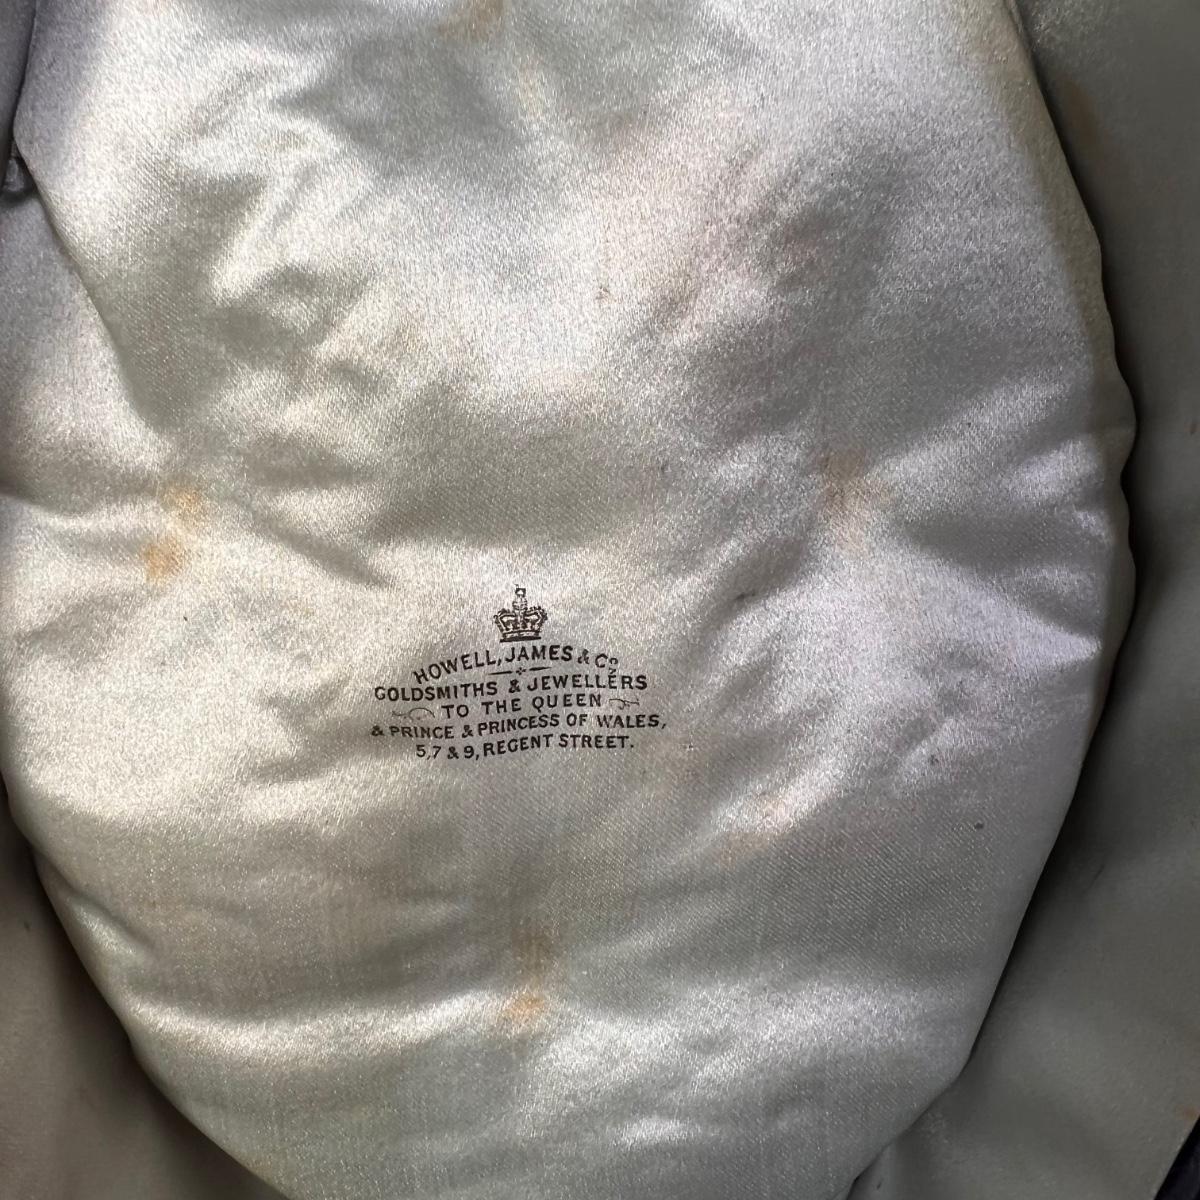 HOWELL, JAMES & Co.
GOLDSMITHS & JEWELLERS
TO THE QUEEN
& PRINCE & PRINCESS OF WALES,
5, 7 & 9, REGENT STREET.